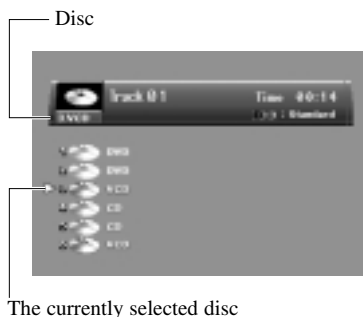 Disc
Track 01
Time 00:14
: Standard
DVD
DVD
VCD
CD
CD
VCD
The currently selected disc